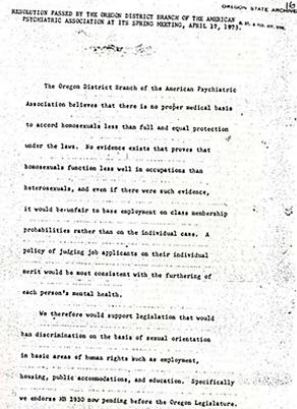 OREGON STATE ARCHIVE
RESOLUTION PASSED BY THE OREGON DISTRICT BRANCH OF THE AMERICAN
PSYCHIATRIC ASSOCIATION AT ITS SPRING MEETING, APRIL 27, 1973.
The Oregon District Branch of the American Psychiatric
Association believes that there is no proper medical basis
to accord homosexuals less than full and equal protection
under the laws. No evidence exists that proves that
homosexuals function less well in occupations than
heterosexuals, and even if there were such evidence,
it would be unfair to base employment on class membership
probabilities rather than on the individual case. A
policy of judging job applicants on their individual
merit would be most consistent with the furthering of
each person's mental health.
We therefore would support legislation that would
ban discrimination on the basis of sexual orientation
in basic areas of human rights such as employment,
housing, public accommodations, and education. Specifically
we endorse HB 2930 now pending before the Oregon Legislature.